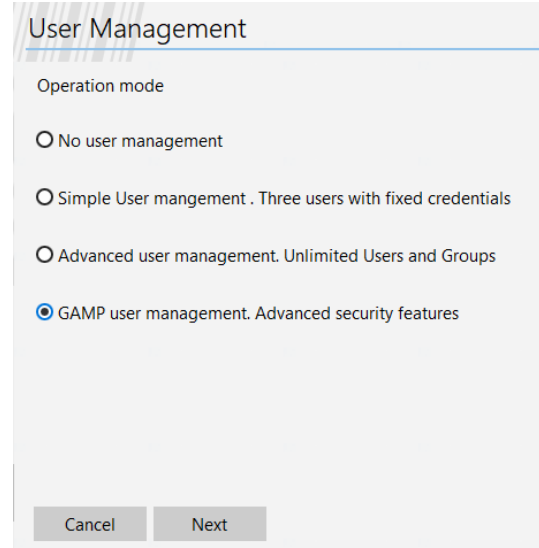 User Management
Operation mode
No user management
Simple User mangement . Three users with fixed credentials
Advanced user management. Unlimited Users and Groups
GAMP user management. Advanced security features
Cancel
Next